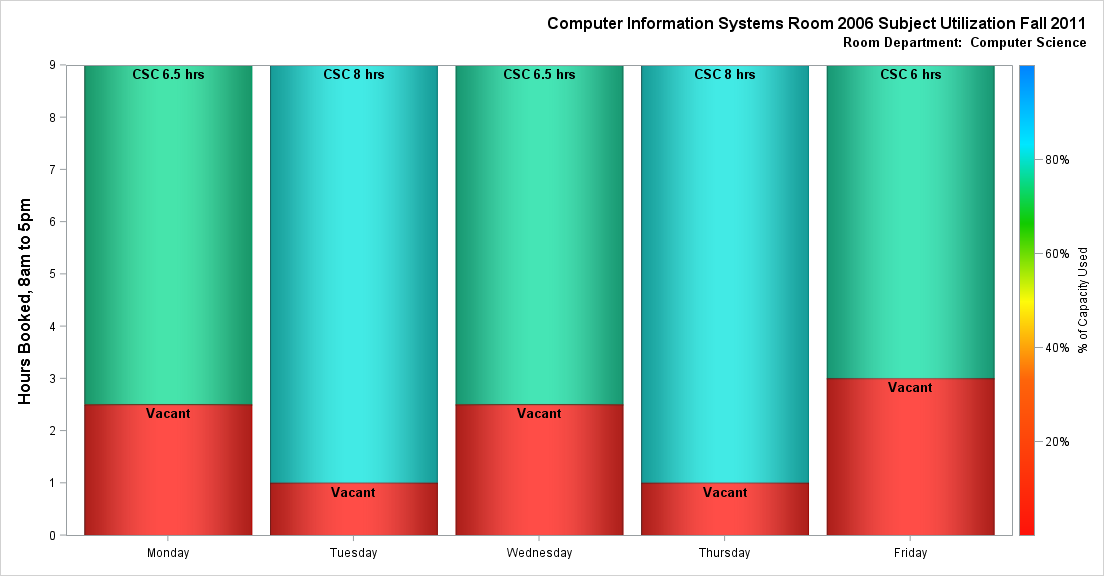 Computer Information Systems Room 2006 Subject Utilization Fall 2011
Room Department:  Computer Science
Hours Booked, 8am to 5pm
9
8
7
6
5
4
3
2
1
0
CSC 6.5 hrs
CSC 8 hrs
CSC 6.5 hrs
CSC 8 hrs
CSC 6 hrs
Vacant
Vacant
Vacant
Vacant
Vacant
Monday
Tuesday
Wednesday
Thursday
Friday
80%
60%
40%
20%
% of Capacity Used